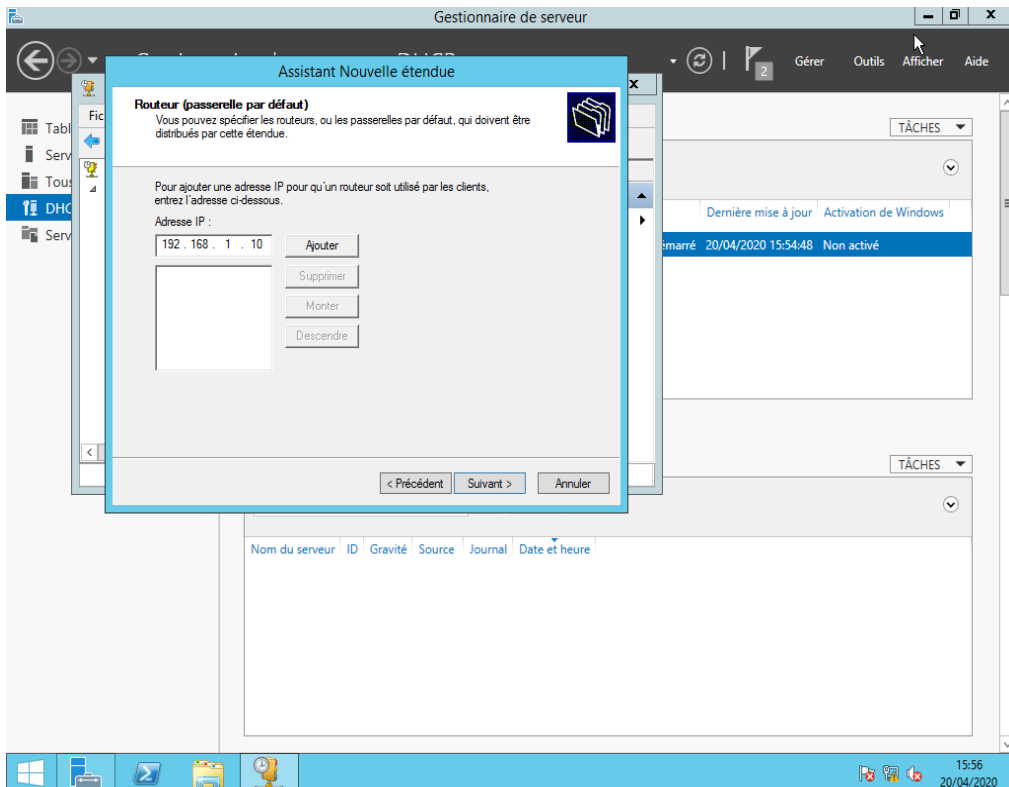 Gestionnaire de serveur
Gérer Outils Afficher Aide
2
Assistant Nouvelle étendue
Routeur (passerelle par défaut)
Vous pouvez spécifier les routeurs, ou les passerelles par défaut, qui doivent être
distribués par cette étendue.
Fic
Tabl
Serv
Tous
DHC
Serv
TÂCHES
Pour ajouter une adresse IP pour qu'un routeur soit utilisé par les clients,
entrez l'adresse ci-dessous.
Adresse IP :
192 . 168 . 1 . 10
Ajouter
Supprimer
Monter
Descendre
Dernière mise à jour Activation de Windows
émarré 20/04/2020 15:54:48 Non activé
< Précédent Suivant > Annuler
TÂCHES
Nom du serveur ID Gravité Source Journal Date et heure
15:56
20/04/2020